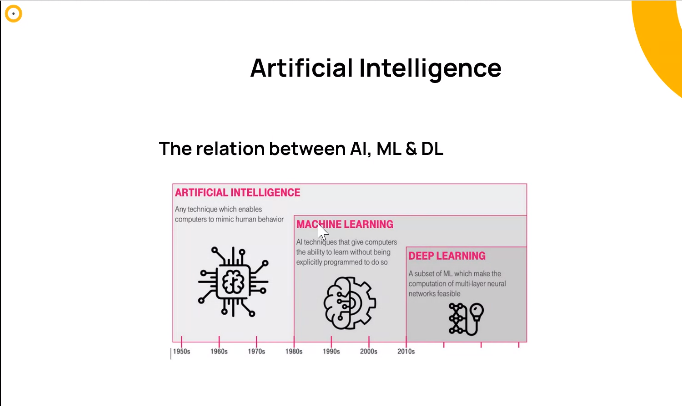 Artificial Intelligence
The relation between AI, ML & DL
ARTIFICIAL INTELLIGENCE
Any technique which enables
computers to mimic human behavior
MACHINE LEARNING
AI techniques that give computers
the ability to learn without being
explicitly programmed to do so
DEEP LEARNING
A subset of ML which make the
computation of multi-layer neural
networks feasible
1950s 1960s 1970s 1980s 1990s 2000s 2010s